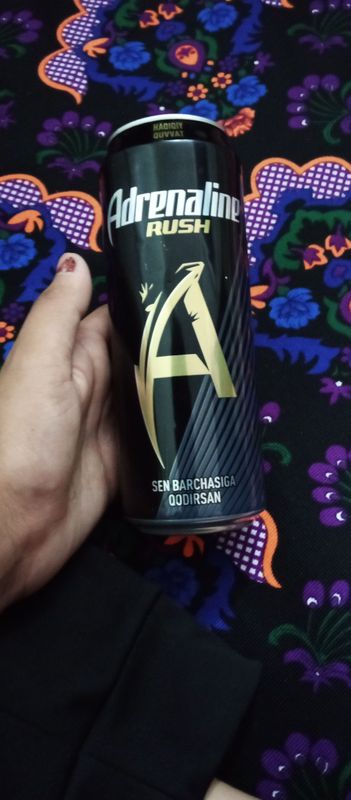 HAQIQIY
QUVVAT
Adrenaline
RUSH
SEN BARCHASIGA
QODIRSAN